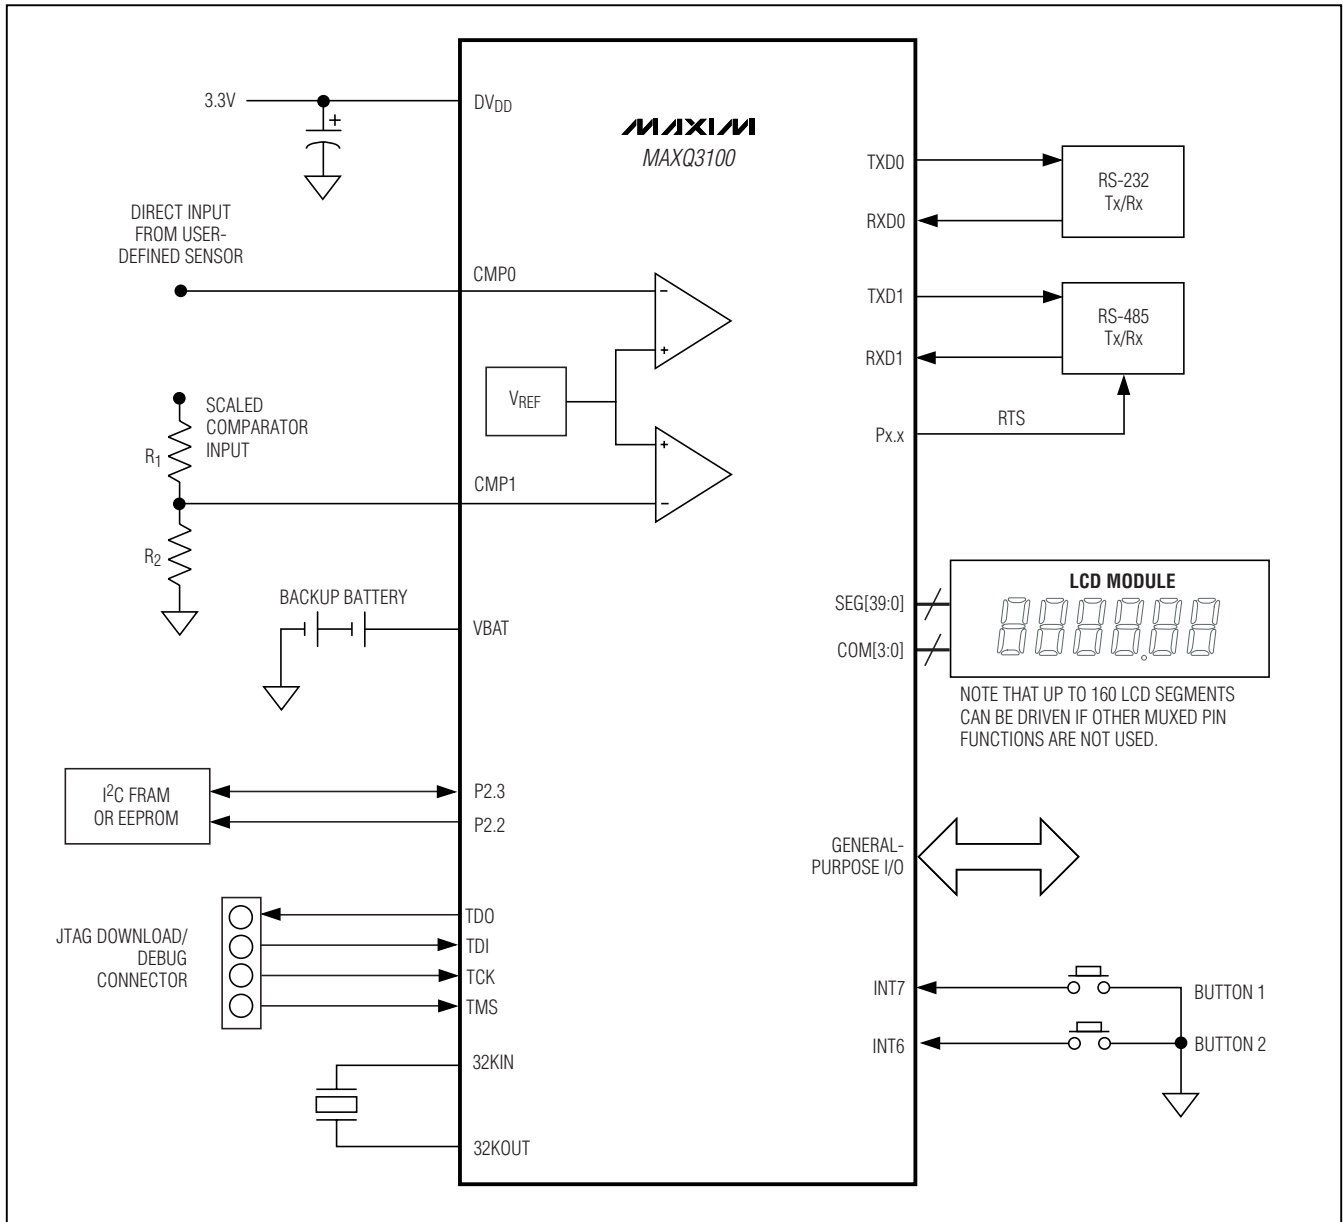 3.3V
DVDD
+
MAXIM
MAXQ3100
DIRECT INPUT
FROM USER-
DEFINED SENSOR
CMP0
−
+
VREF
SCALED
COMPARATOR
INPUT
R1
+
CMP1
−
R2
BACKUP BATTERY
VBAT
I2C FRAM
OR EEPROM
P2.3
P2.2
JTAG DOWNLOAD/
DEBUG
CONNECTOR
TDO
TDI
TCK
TMS
32KIN
32KOUT
TXD0
RXD0
RS-232
Tx/Rx
TXD1
RXD1
RS-485
Tx/Rx
Px.x
RTS
SEG[39:0]
COM[3:0]
LCD MODULE
NOTE THAT UP TO 160 LCD SEGMENTS
CAN BE DRIVEN IF OTHER MUXED PIN
FUNCTIONS ARE NOT USED.
GENERAL-
PURPOSE I/O
INT7
BUTTON 1
INT6
BUTTON 2